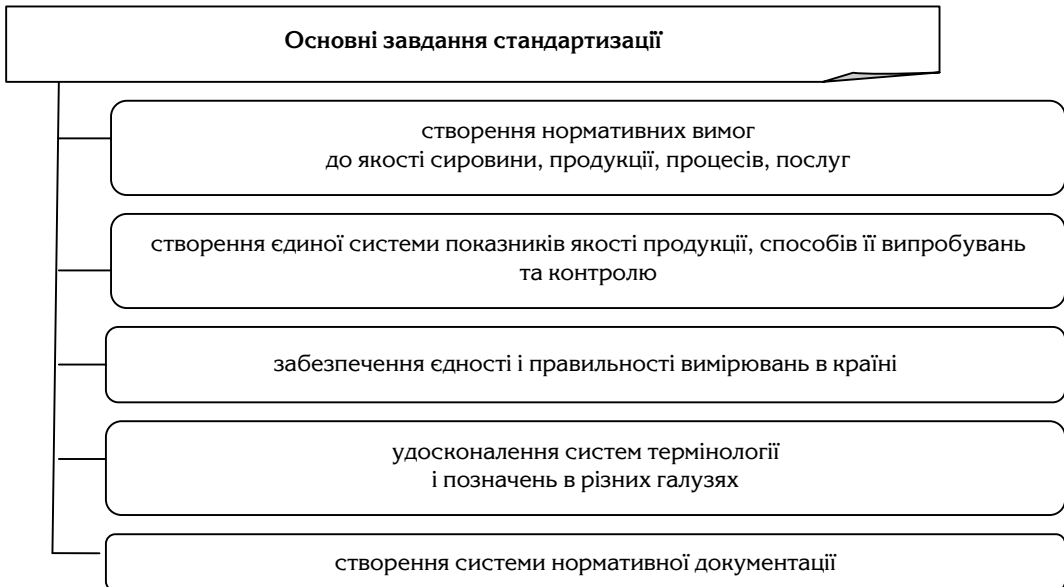 Основні завдання стандартизації
створення нормативних вимог
до якості сировини, продукції, процесів, послуг
створення єдиної системи показників якості продукції, способів її випробувань
та контролю
забезпечення єдності і правильності вимірювань в країні
удосконалення систем термінології
і позначень в різних галузях
створення системи нормативної документації